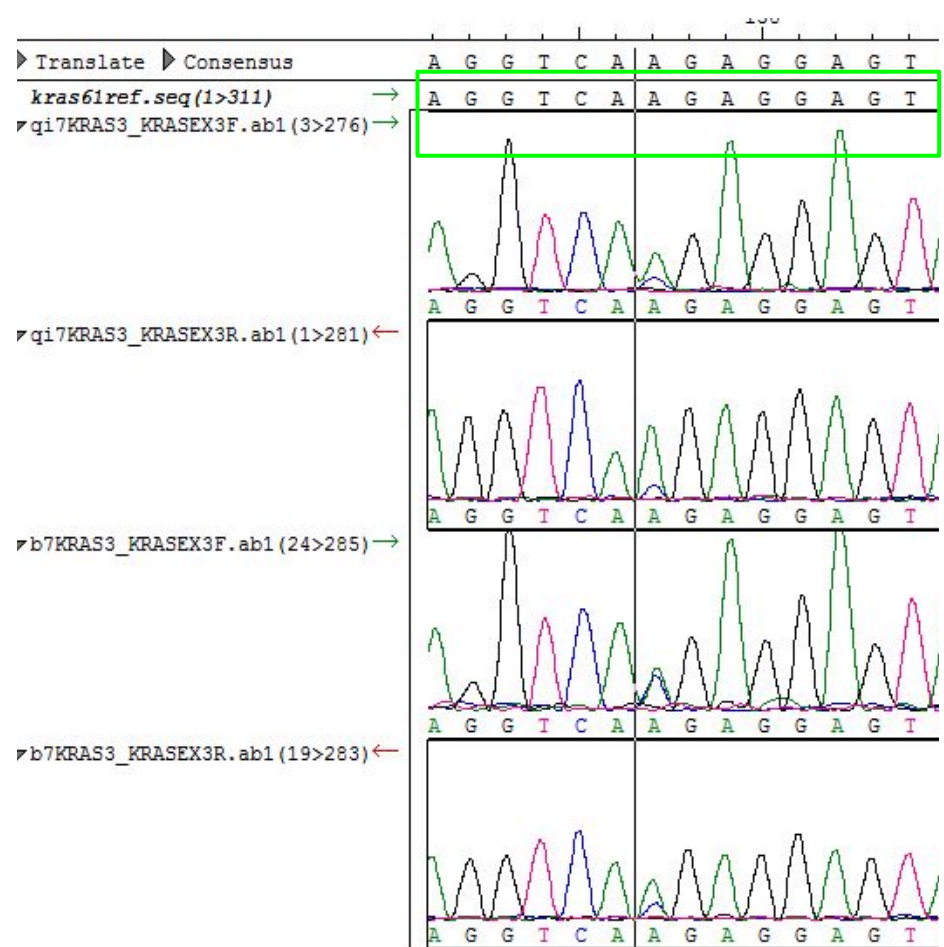 Translate Consensus A G G T C A A G A G G A G T
kras61ref.seq(1>311) → A G G T C A A G A G G A G T
qi7KRAS3_KRASEX3F.ab1(3>276) →
A G G T C A A G A G G A G T
qi7KRAS3_KRASEX3R.ab1(1>281) ←
A G G T C A A G A G G A G T
b7KRAS3_KRASEX3F.ab1(24>285) →
A G G T C A A G A G G A G T
b7KRAS3_KRASEX3R.ab1(19>283) ←
A G G T C A A G A G G A G T